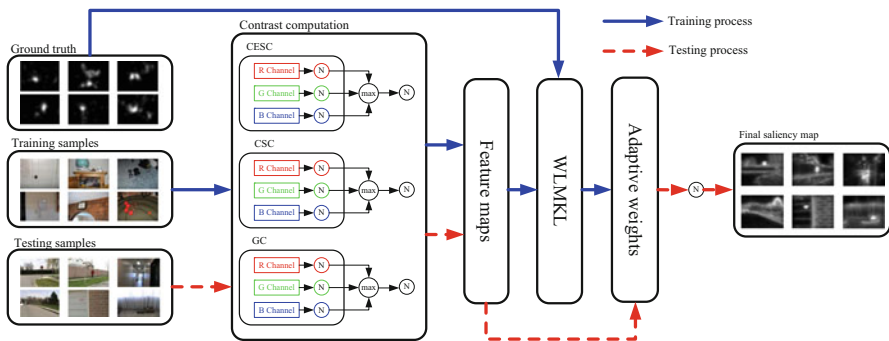 Training process
Testing process
Ground truth
Training samples
Testing samples
Contrast computation
CESC
R Channel N
G Channel N
B Channel N
max N
CSC
R Channel N
G Channel N
B Channel N
max N
GC
R Channel N
G Channel N
B Channel N
max N
Feature maps
WLMKL
Adaptive weights
N
Final saliency map